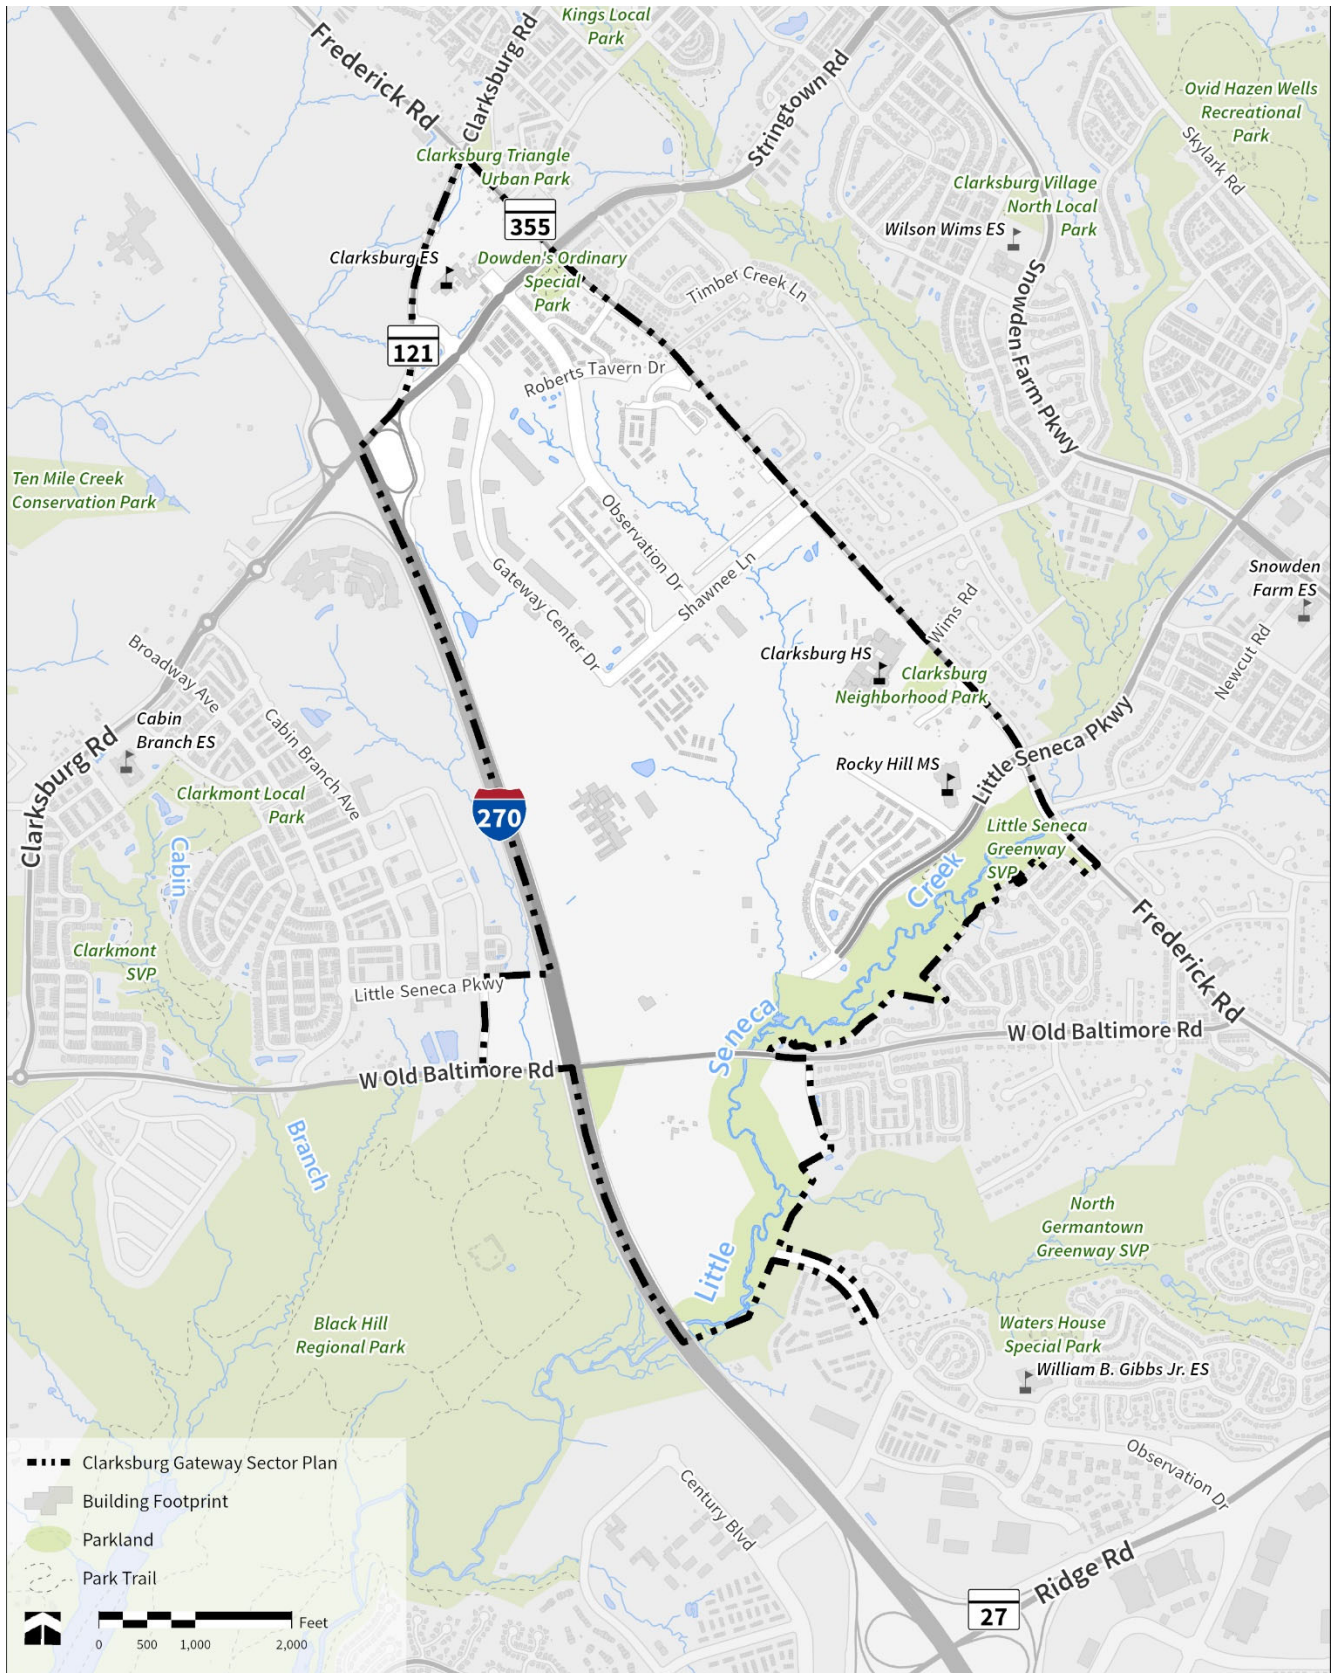 Kings Local
Park
Frederick Rd
Clarksburg Rd
Stringtown Rd
Ovid Hazen Wells
Recreational
Park
Skylark Rd
Clarksburg Triangle
Urban Park
355
Clarksburg Village
North Local
Park
Wilson Wims ES
Clarksburg ES
Dowden's Ordinary
Special
Park
Timber Creek Ln
Snowden Farm Pkwy
121
Roberts Tavern Dr
Ten Mile Creek
Conservation Park
Observation Dr
Gateway Center Dr
Shawnee Ln
Snowden
Farm ES
Wims Rd
Newcut Rd
Clarksburg HS
Clarksburg
Neighborhood Park
Broadway Ave
Cabin
Branch ES
Cabin Branch Ave
Clarksburg Rd
Rocky Hill MS
Little Seneca Pkwy
Clarkmont Local
Park
270
Cabin
Little Seneca
Greenway
SVP
Creek
Frederick Rd
Clarkmont
SVP
Little Seneca Pkwy
Seneca
W Old Baltimore Rd
W Old Baltimore Rd
Branch
North
Germantown
Greenway SVP
Little
Black Hill
Regional Park
Waters House
Special Park
William B. Gibbs Jr. ES
Observation Dr
Century Blvd
Ridge Rd
27
Clarksburg Gateway Sector Plan
Building Footprint
Parkland
Park Trail
Feet
0 500 1,000 2,000